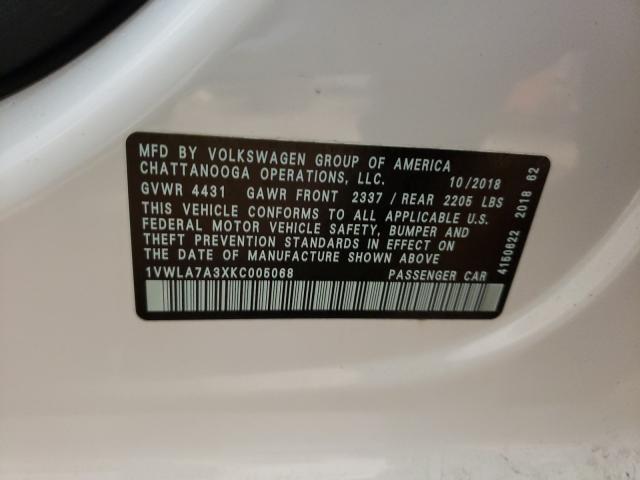 MFD BY VOLKSWAGEN GROUP OF AMERICA
CHATTANOOGA OPERATIONS, LLC. 10/2018
GVWR 4431 GAWR FRONT 2337 / REAR 2205 LBS
THIS VEHICLE CONFORMS TO ALL APPLICABLE U.S.
FEDERAL MOTOR VEHICLE SAFETY, BUMPER AND
THEFT PREVENTION STANDARDS IN EFFECT ON
THE DATE OF MANUFACTURE SHOWN ABOVE
1VWLA7A3XKC005068 PASSENGER CAR
4150622 2018 62